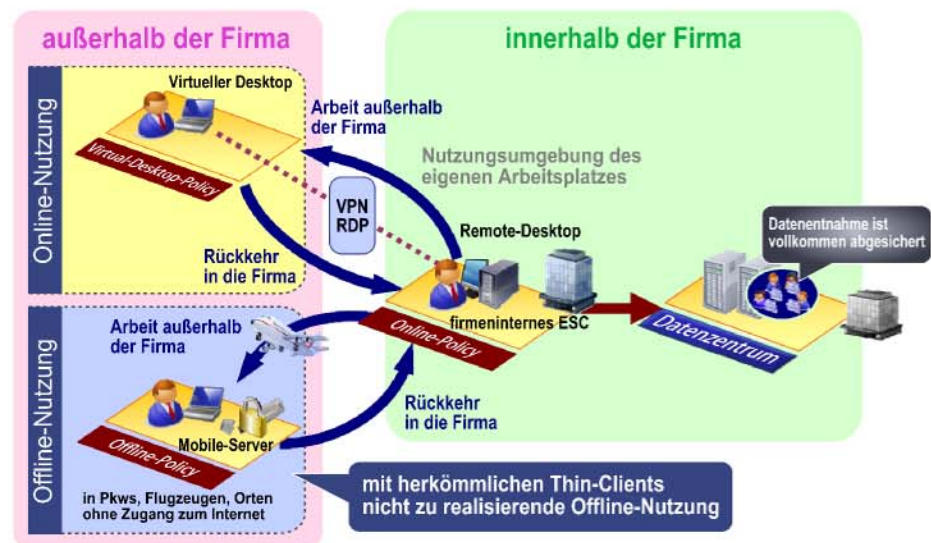 außerhalb der Firma
innerhalb der Firma
Online-Nutzung
Virtueller Desktop
Virtual-Desktop-Policy
Arbeit außerhalb
der Firma
Nutzungsumgebung des
eigenen Arbeitsplatzes
VPN
RDP
Remote-Desktop
Datenentnahme ist
vollkommen abgesichert
Rückkehr
in die Firma
firmeninternes ESC
Online-Policy
Datenzentrum
Offline-Nutzung
Arbeit außerhalb
der Firma
Mobile-Server
Offline-Policy
Rückkehr
in die Firma
in Pkws, Flugzeugen, Orten
ohne Zugang zum Internet
mit herkömmlichen Thin-Clients
nicht zu realisierende Offline-Nutzung